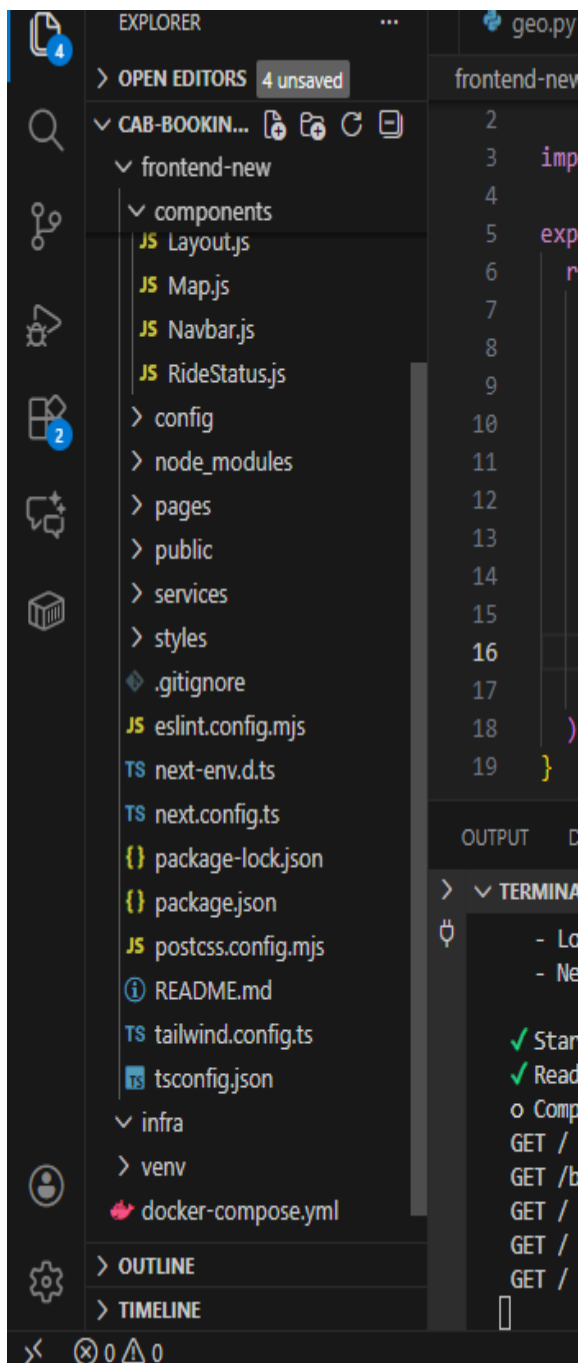 EXPLORER ...
geo.py
4
OPEN EDITORS 4 unsaved
CAB-BOOKIN...
frontend-new
components
JS Layout.js
JS Map.js
JS Navbar.js
JS RideStatus.js
config
node_modules
pages
public
services
styles
.gitignore
JS eslint.config.mjs
TS next-env.d.ts
TS next.config.ts
{} package-lock.json
{} package.json
JS postcss.config.mjs
README.md
TS tailwind.config.ts
TS tsconfig.json
infra
venv
docker-compose.yml
OUTLINE
TIMELINE
2
0 0
frontend-new
2
3 imp
4
5 exp
6 r
7
8
9
10
11
12
13
14
15
16
17
18 )
19 }
OUTPUT D
TERMINA
- Lo
- Ne
✓ Star
✓ Read
o Comp
GET /
GET /b
GET /
GET /
GET /